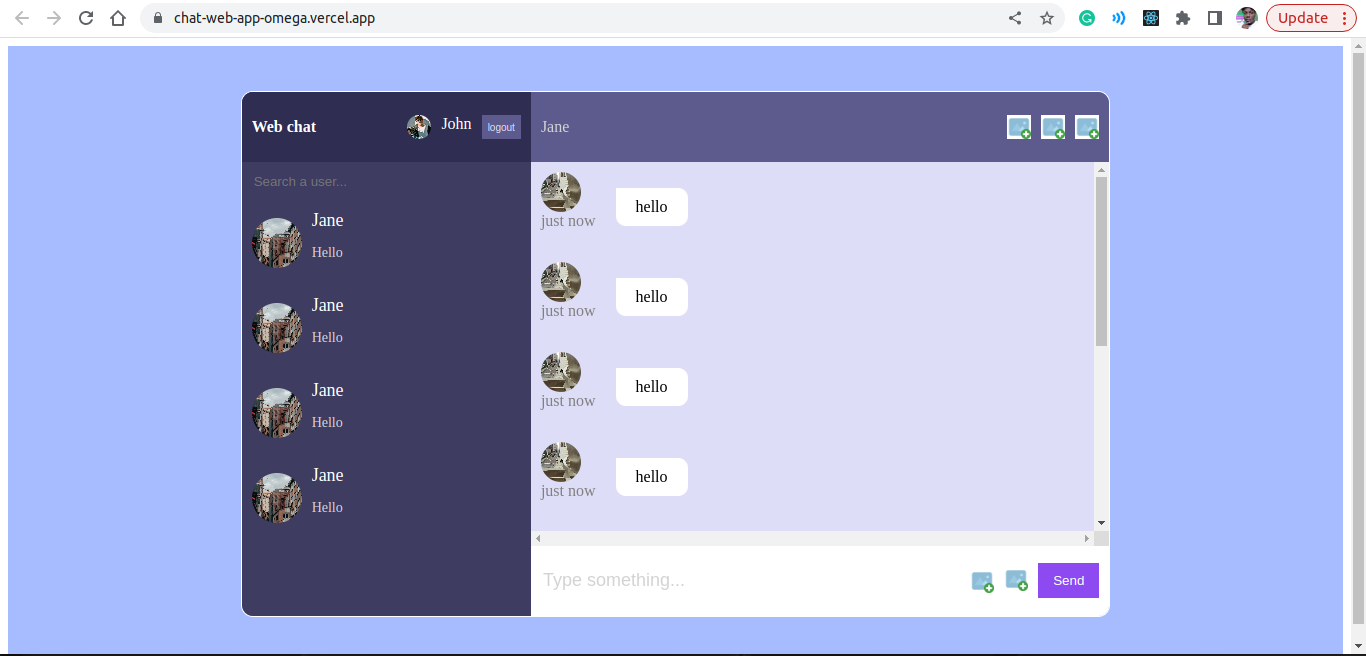 chat-web-app-omega.vercel.app
Update
Web chat
John
logout
Jane
Search a user...
Jane
Hello
Jane
Hello
Jane
Hello
Jane
Hello
hello
just now
hello
just now
hello
just now
hello
just now
Type something...
Send